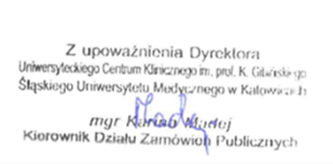 Z upoważnienia Dyrektora
Uniwersyteckiego Centrum Klinicznego im. prof. K. Gibińskiego
Śląskiego Uniwersytetu Medycznego w Katowicach
mgr
Kierownik Działu Zamówień Publicznych